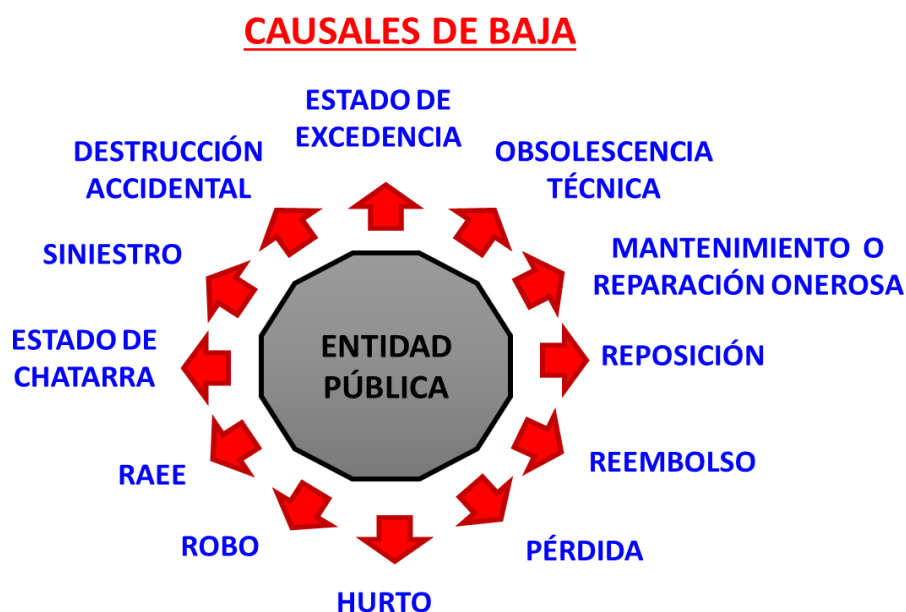 CAUSALES DE BAJA
ESTADO DE
EXCEDENCIA
OBSOLESCENCIA
TÉCNICA
MANTENIMIENTO O
REPARACIÓN ONEROSA
REPOSICIÓN
REEMBOLSO
PÉRDIDA
HURTO
ROBO
RAEE
ESTADO DE
CHATARRA
SINIESTRO
DESTRUCCIÓN
ACCIDENTAL
ENTIDAD
PÚBLICA